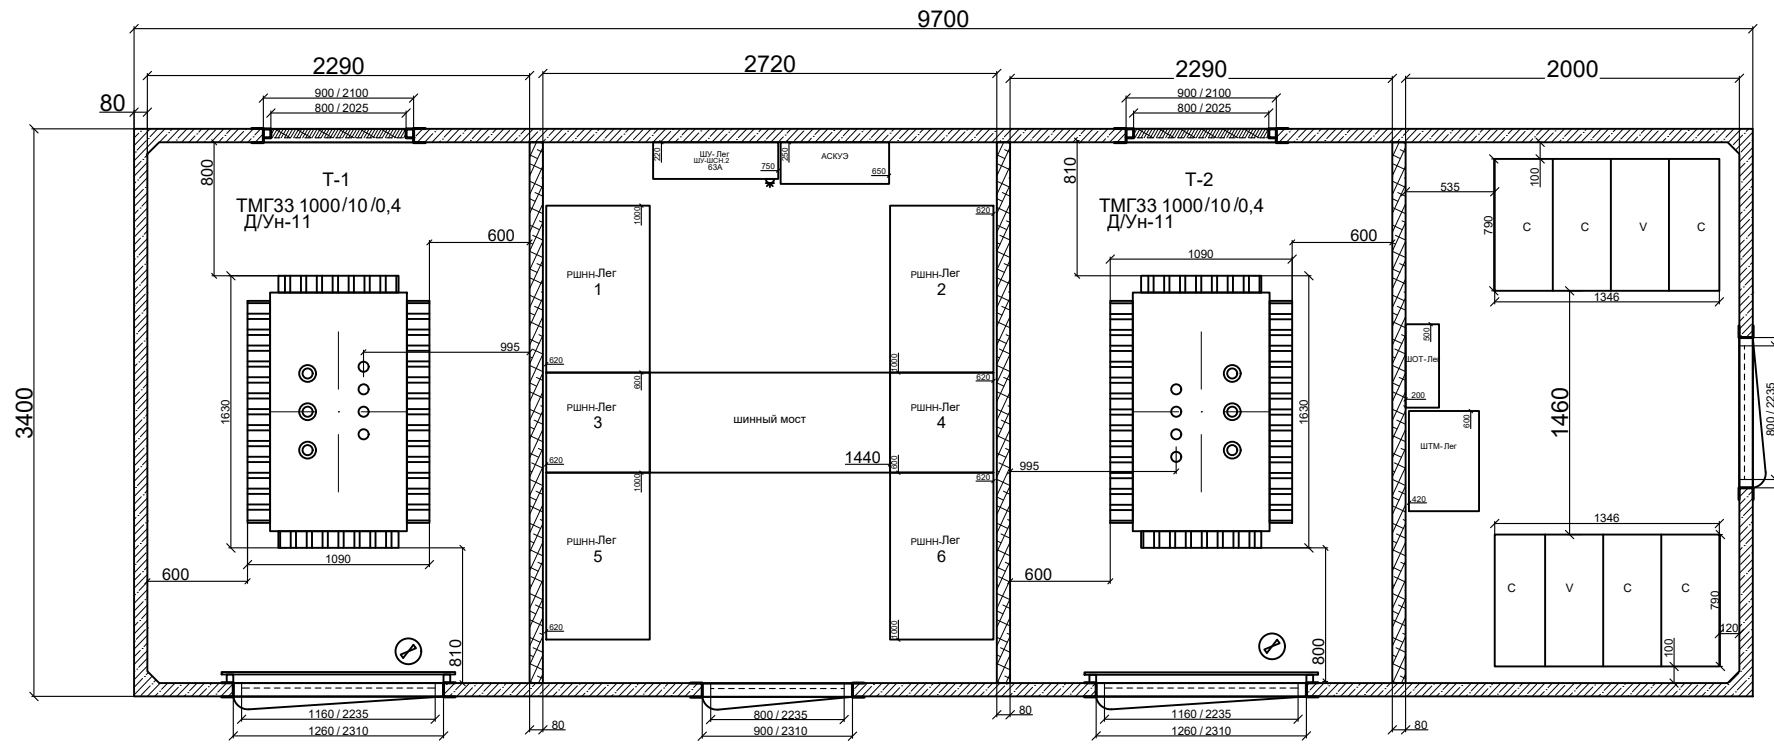 9700
2290
2720
2290
2000
900 / 2100
800 / 2025
900 / 2100
800 / 2025
80
3400
800
Т-1
ТМГ33 1000/10/0,4
Д/Ун-11
600
995
1630
1090
600
810
220
ШУ-Лег
ШУ-ШСН.2
63А
750
250
АСКУЭ
650
1000
РШНН-Лег
1
620
620
РШНН-Лег
2
1000
600
РШНН-Лег
3
620
шинный мост
1440
620
РШНН-Лег
4
600
1000
РШНН-Лег
5
620
620
РШНН-Лег
6
1000
810
Т-2
ТМГ33 1000/10/0,4
Д/Ун-11
600
1090
1630
995
600
800
100
535
790
С
С
V
С
1346
500
ШОТ-Лег
200
600
ШТМ-Лег
420
1460
800 / 2235
1346
С
V
С
С
790
120
100
1160 / 2235
1260 / 2310
80
800 / 2235
900 / 2310
80
1160 / 2235
1260 / 2310
80